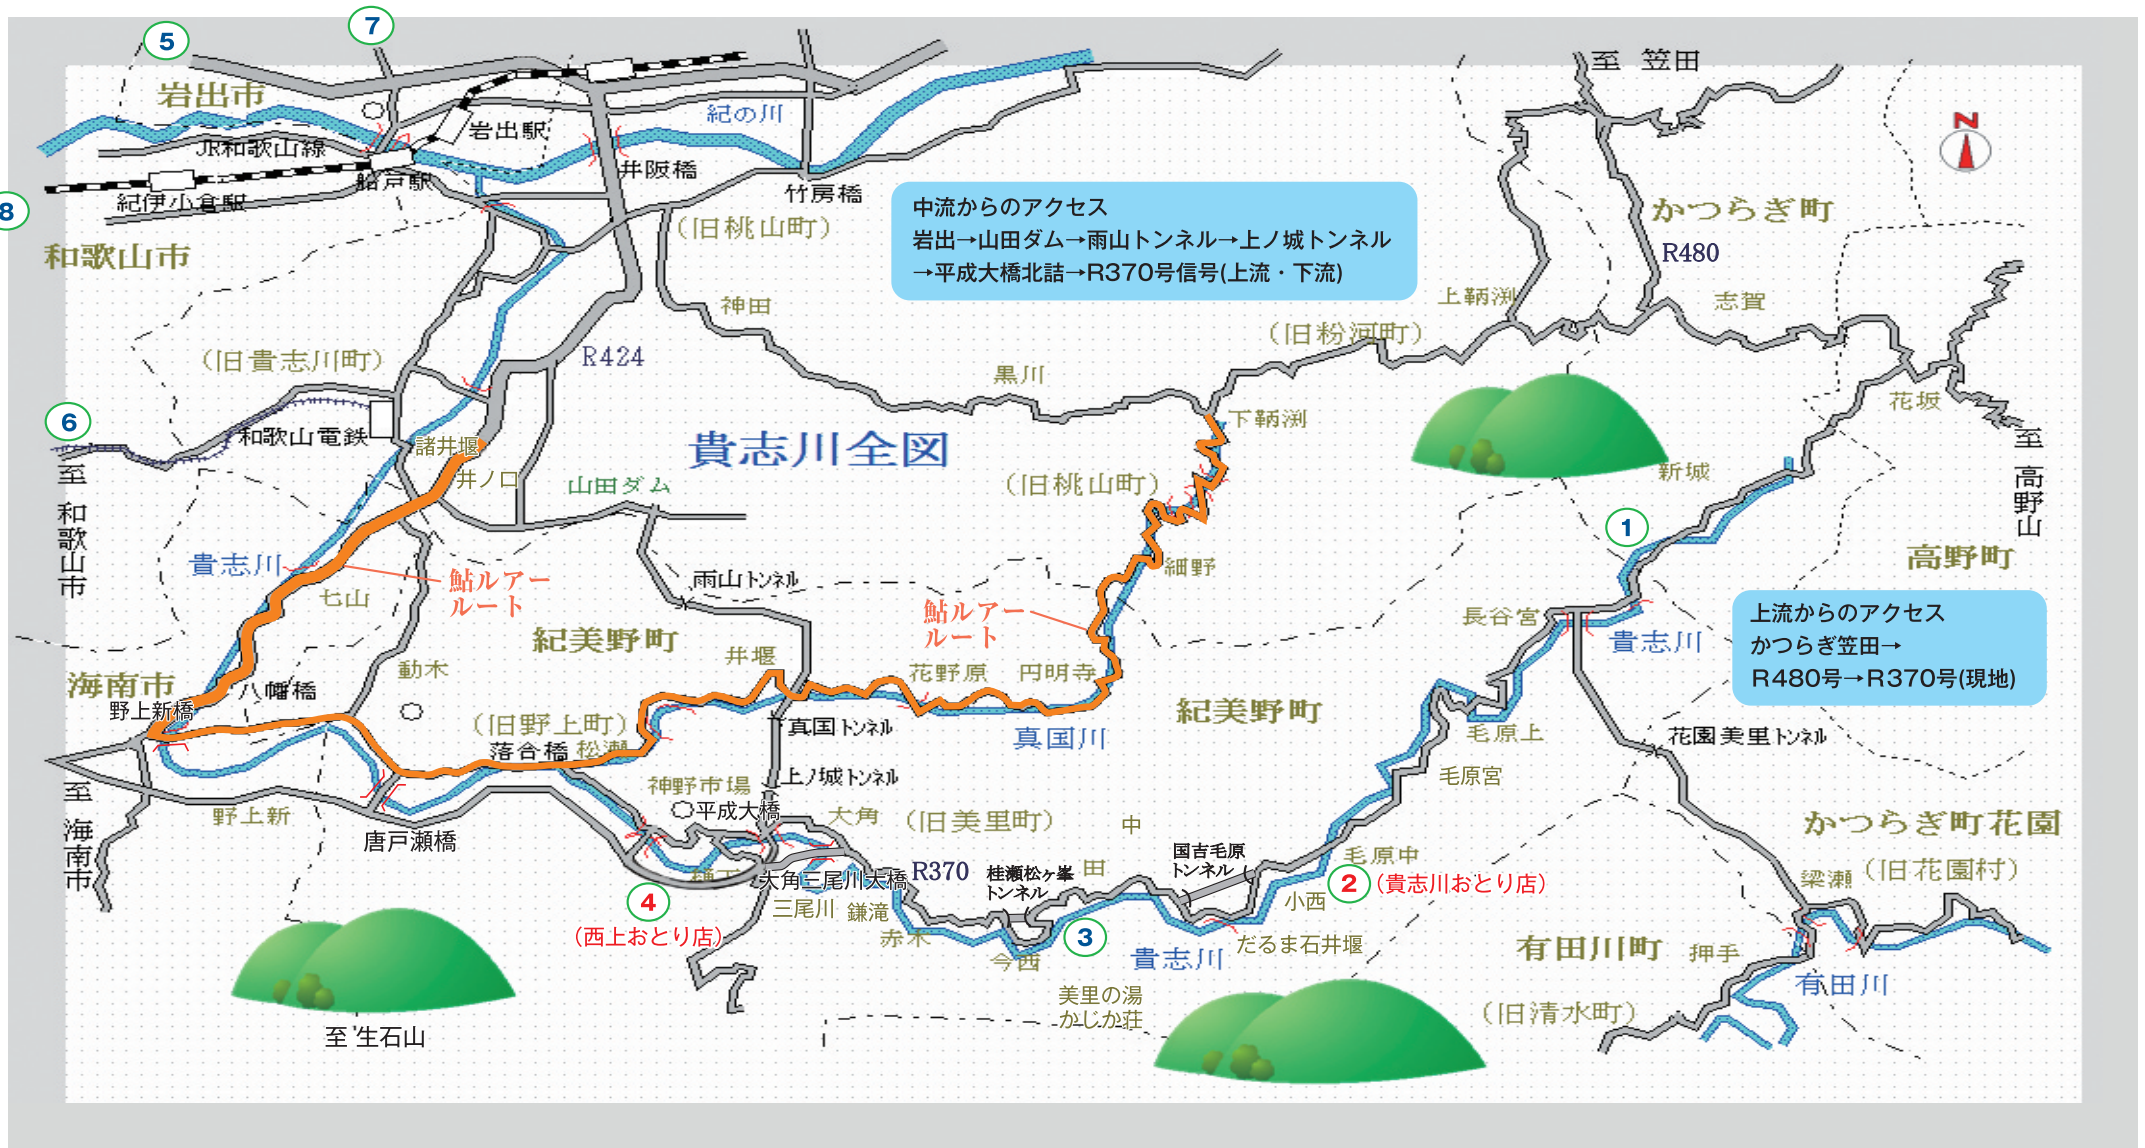 貴志川全図
5
7
8
6
1
2
3
4
N
岩出市
紀の川
JR和歌山線
岩出駅
船戸駅
紀伊小倉駅
井阪橋
竹房橋
和歌山市
(旧桃山町)
中流からのアクセス
岩出→山田ダム→雨山トンネル→上ノ城トンネル
→平成大橋北詰→R370号信号(上流・下流)
至 笠田
かつらぎ町
R480
上鞆渕
志賀
(旧粉河町)
神田
黒川
(旧貴志川町)
R424
和歌山電鉄
至 和歌山市
諸井堰
井ノ口
山田ダム
下鞆渕
(旧桃山町)
細野
花坂
新城
至 高野山
高野町
貴志川
七山
鮎ルアー
ルート
雨山トンネル
鮎ルアー
ルート
紀美野町
井堰
花野原
円明寺
長谷宮
貴志川
上流からのアクセス
かつらぎ笠田→
R480号→R370号(現地)
海南市
野上新橋
八幡橋
動木
(旧野上町)
落合橋
松瀬
真国トンネル
真国川
紀美野町
毛原上
毛原宮
花園美里トンネル
至 海南市
野上新
唐戸瀬橋
神野市場
上ノ城トンネル
平成大橋
大角
(旧美里町)
中
田
樋下
大角三尾川大橋
R370
三尾川
鎌滝
赤木
桂瀬松ヶ峯
トンネル
今西
国吉毛原
トンネル
毛原中
(貴志川おとり店)
小西
だるま石井堰
貴志川
(西上おとり店)
美里の湯
かじか荘
かつらぎ町花園
梁瀬
(旧花園村)
有田川町
押手
有田川
(旧清水町)
至 生石山